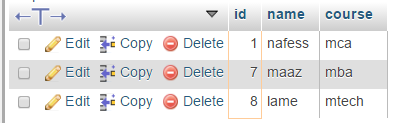 id name course
Edit Copy Delete 1 nafess mca
Edit Copy Delete 7 maaz mba
Edit Copy Delete 8 lame mtech